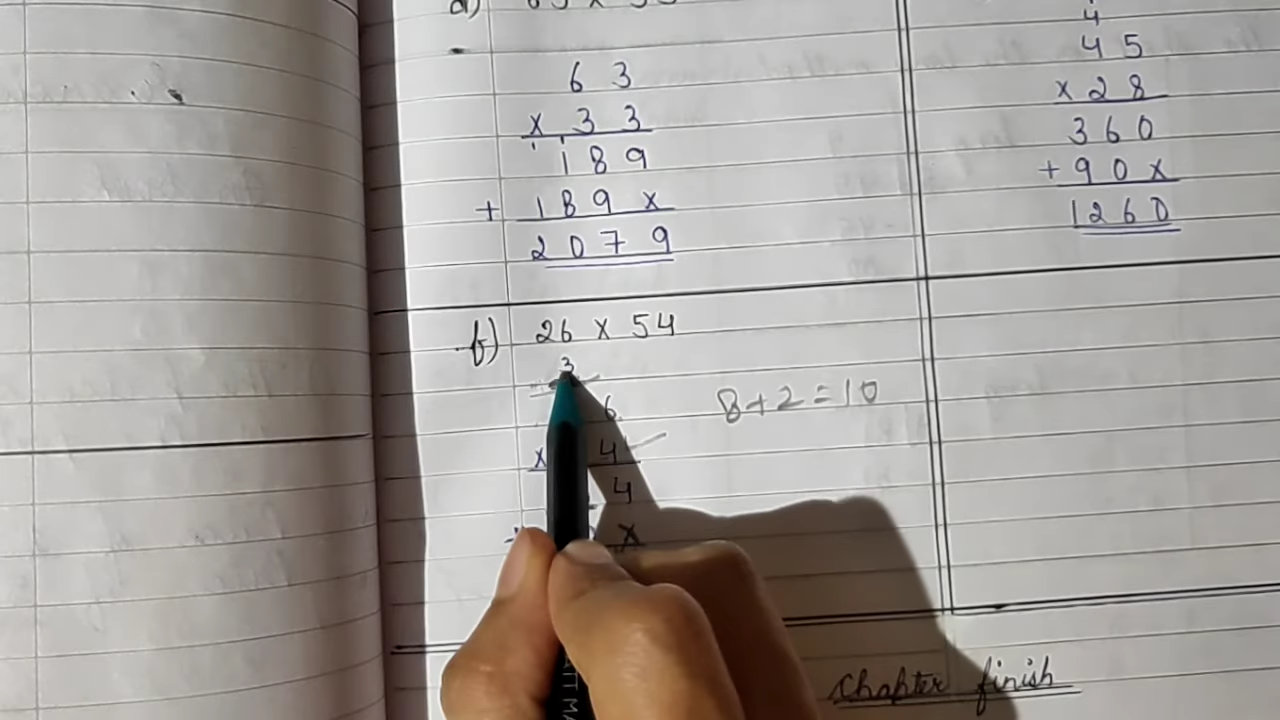 6 3
x 3 3
1 8 9
+ 1 8 9 x
2 0 7 9
4
4 5
x 2 8
3 6 0
+ 9 0 x
1 2 6 0
f) 26 x 54
3
6
x 4
4
x
8+2=10
Chapter finish